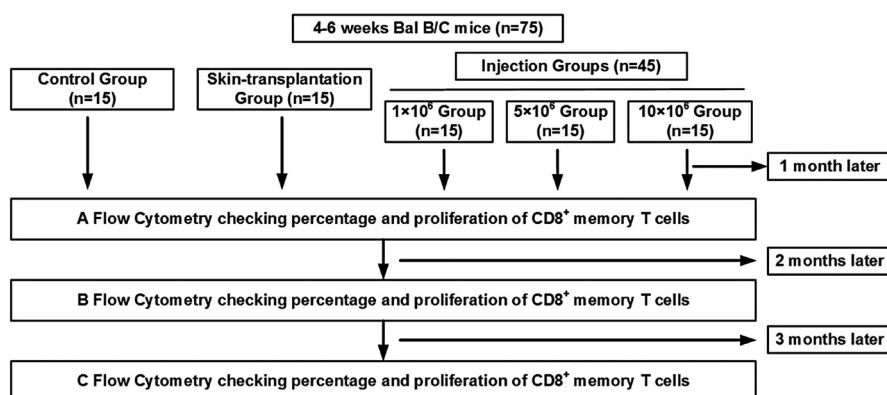 4-6 weeks Bal B/C mice (n=75)
Control Group
(n=15)
Skin-transplantation
Group (n=15)
Injection Groups (n=45)
1×10⁶ Group
(n=15)
5×10⁶ Group
(n=15)
10×10⁶ Group
(n=15)
1 month later
A Flow Cytometry checking percentage and proliferation of CD8⁺ memory T cells
2 months later
B Flow Cytometry checking percentage and proliferation of CD8⁺ memory T cells
3 months later
C Flow Cytometry checking percentage and proliferation of CD8⁺ memory T cells